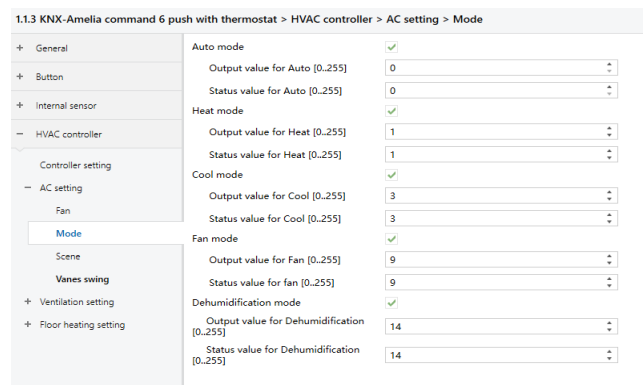 1.1.3 KNX-Amelia command 6 push with thermostat > HVAC controller > AC setting > Mode
+ General
+ Button
+ Internal sensor
− HVAC controller
Controller setting
− AC setting
Fan
Mode
Scene
Vanes swing
+ Ventilation setting
+ Floor heating setting
Auto mode
Output value for Auto [0..255] 0
Status value for Auto [0..255] 0
Heat mode
Output value for Heat [0..255] 1
Status value for Heat [0..255] 1
Cool mode
Output value for Cool [0..255] 3
Status value for Cool [0..255] 3
Fan mode
Output value for Fan [0..255] 9
Status value for fan [0..255] 9
Dehumidification mode
Output value for Dehumidification
[0..255] 14
Status value for Dehumidification
[0..255] 14